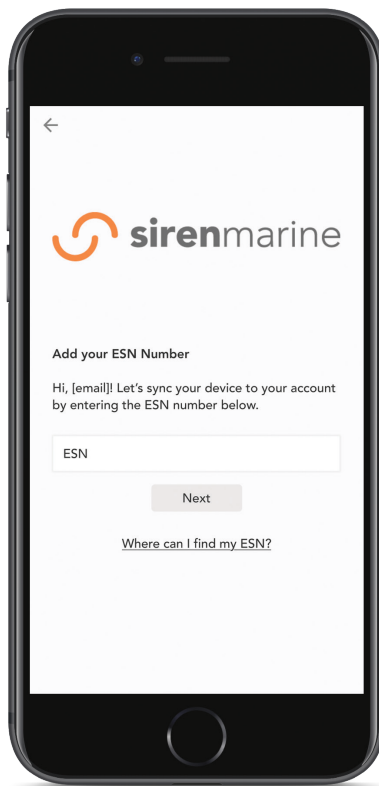 sirenmarine
Add your ESN Number
Hi, [email]! Let's sync your device to your account
by entering the ESN number below.
ESN
Next
Where can I find my ESN?